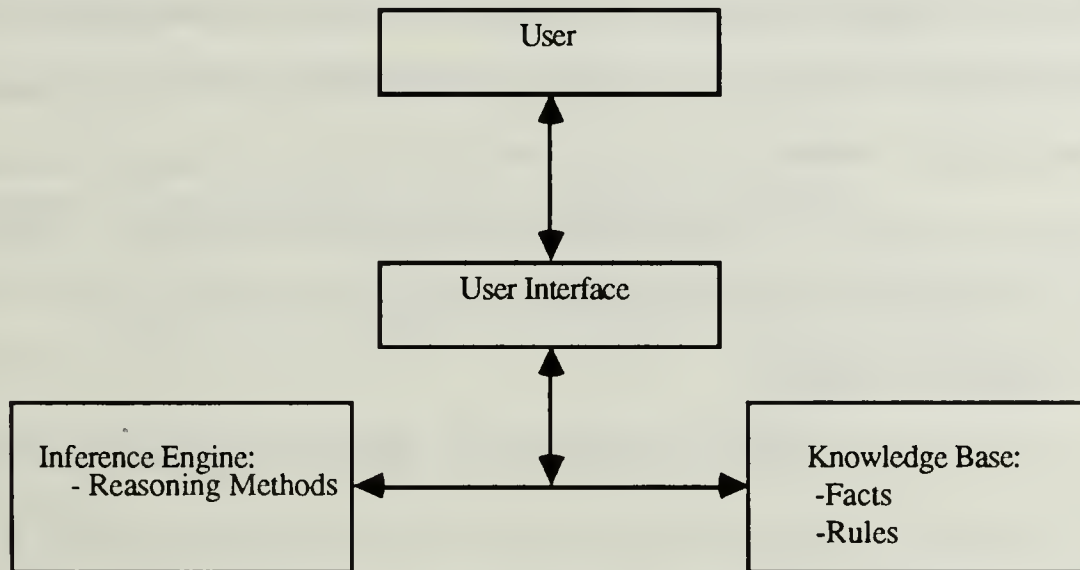 User
User Interface
Inference Engine:
- Reasoning Methods
Knowledge Base:
-Facts
-Rules